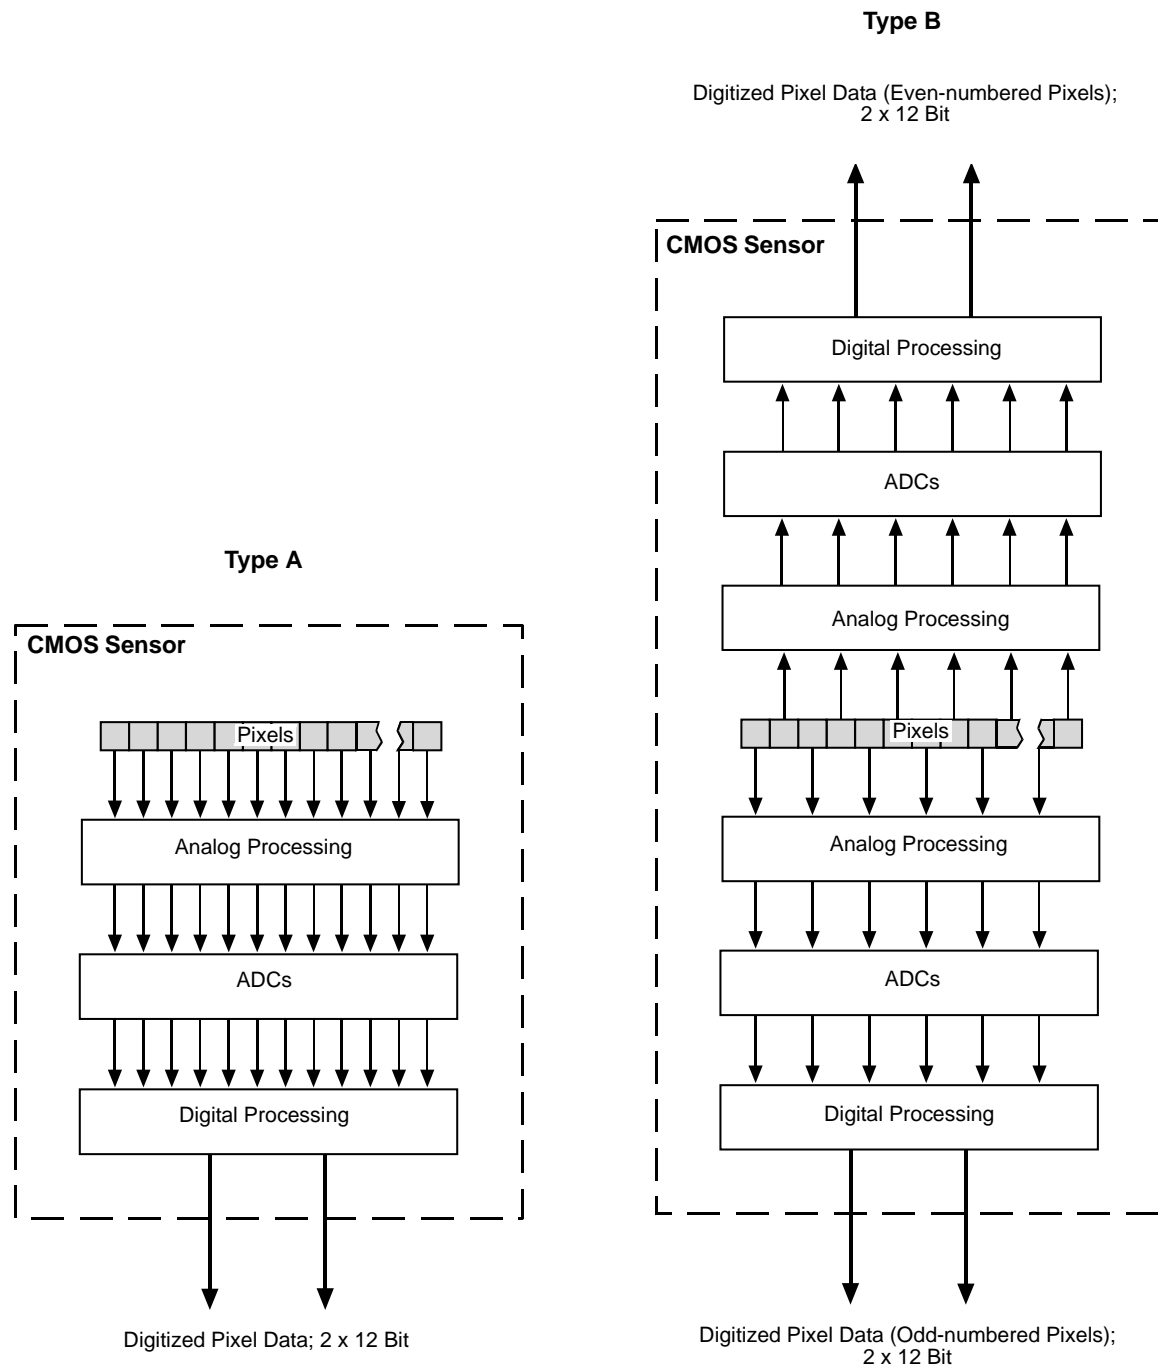 Type B
Digitized Pixel Data (Even-numbered Pixels);
2 x 12 Bit
CMOS Sensor
Digital Processing
ADCs
Analog Processing
Pixels
Analog Processing
ADCs
Digital Processing
Digitized Pixel Data (Odd-numbered Pixels);
2 x 12 Bit
Type A
CMOS Sensor
Pixels
Analog Processing
ADCs
Digital Processing
Digitized Pixel Data; 2 x 12 Bit